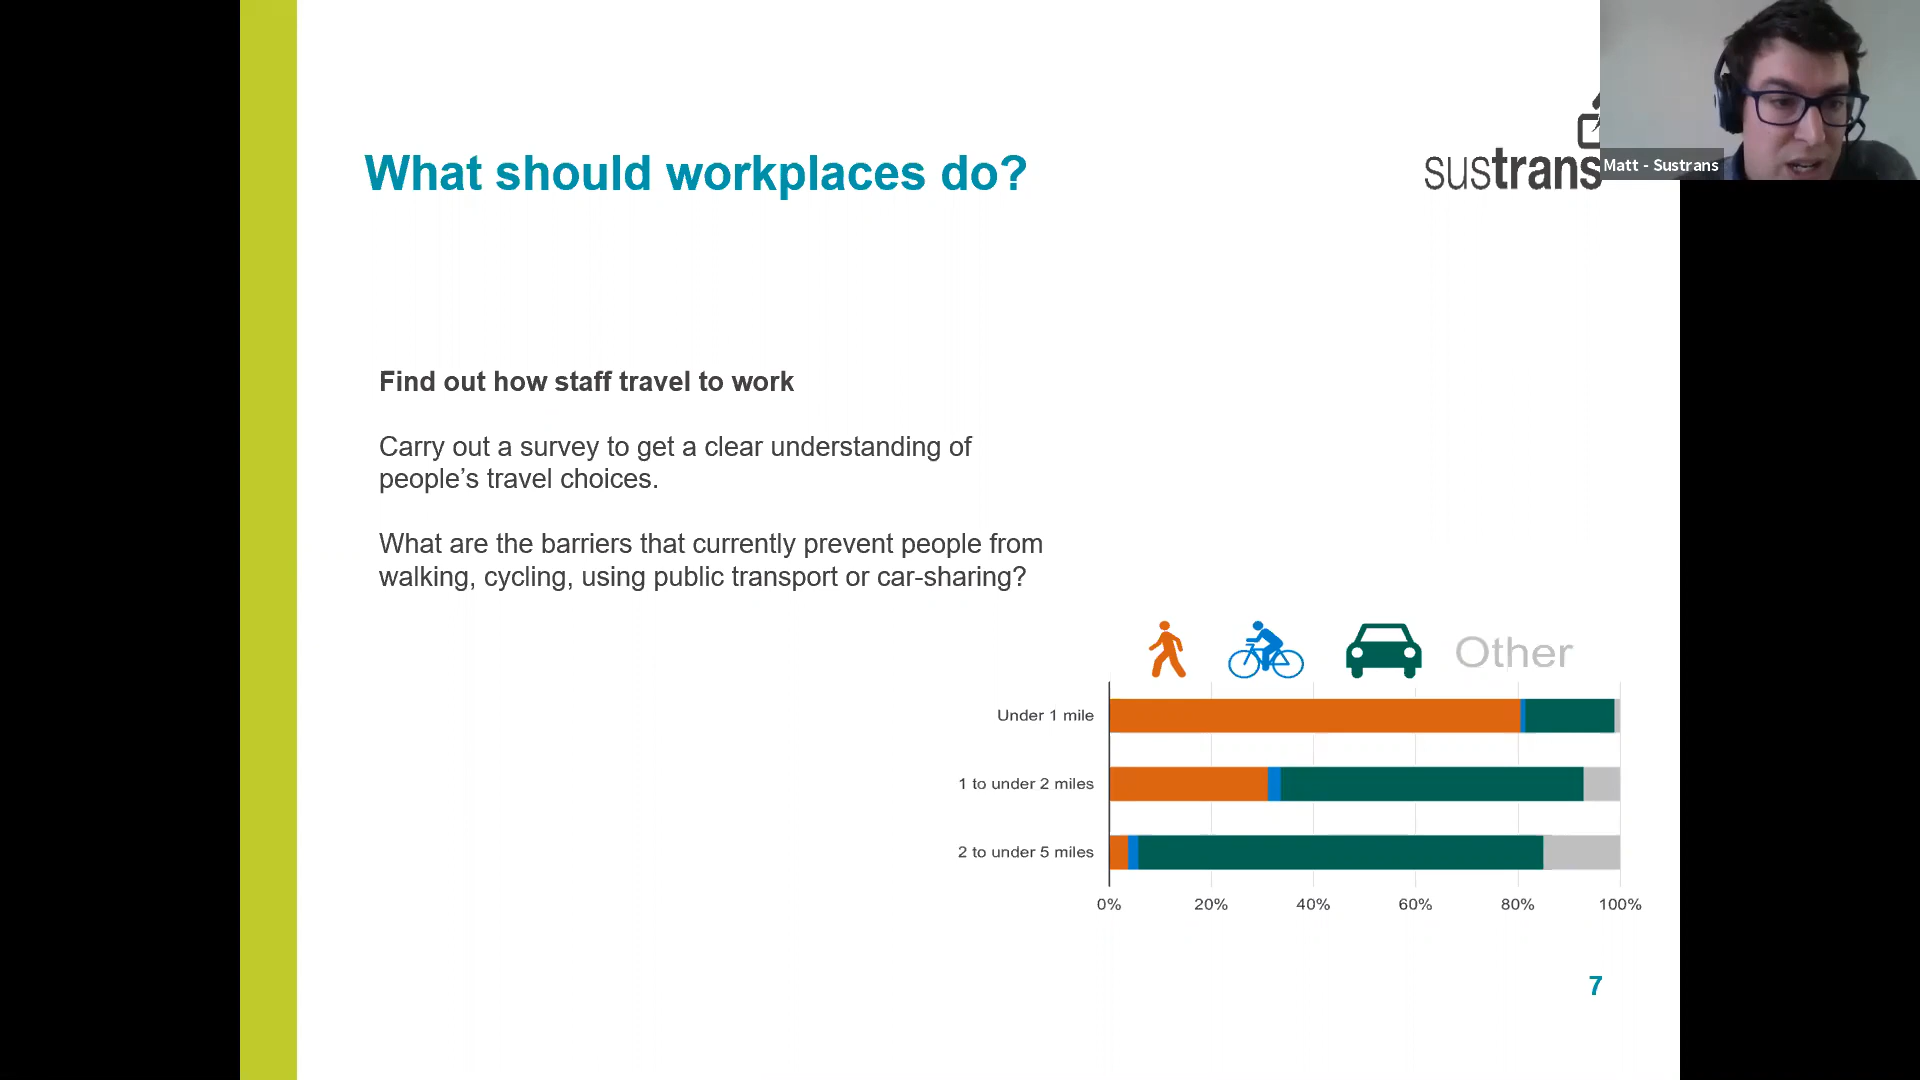 What should workplaces do?
sustrans
Matt - Sustrans
Find out how staff travel to work
Carry out a survey to get a clear understanding of
people’s travel choices.
What are the barriers that currently prevent people from
walking, cycling, using public transport or car-sharing?
Other
Under 1 mile
1 to under 2 miles
2 to under 5 miles
0% 20% 40% 60% 80% 100%
7